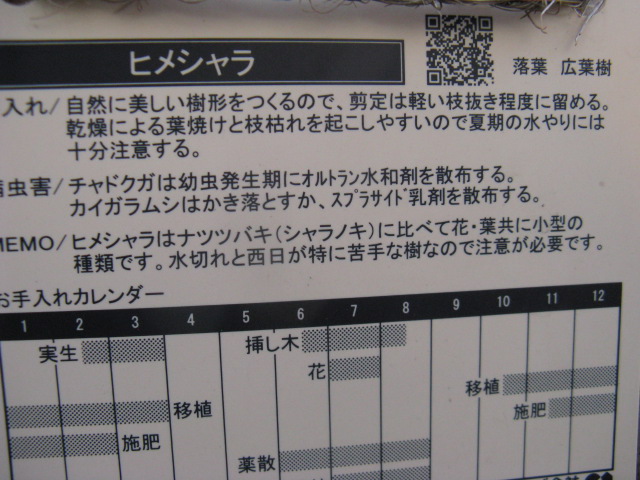 ヒメシャラ
落葉 広葉樹
入れ/自然に美しい樹形をつくるので、剪定は軽い枝抜き程度に留める。
乾燥による葉焼けと枝枯れを起こしやすいので夏期の水やりには
十分注意する。
虫害/チャドクガは幼虫発生期にオルトラン水和剤を散布する。
カイガラムシはかき落とすか、スプラサイド乳剤を散布する。
MEMO/ヒメシャラはナツツバキ(シャラノキ)に比べて花・葉共に小型の
種類です。水切れと西日が特に苦手な樹なので注意が必要です。
お手入れカレンダー
1 2 3 4 5 6 7 8 9 10 11 12
実生 挿し木
花
移植
移植
施肥
施肥
薬散